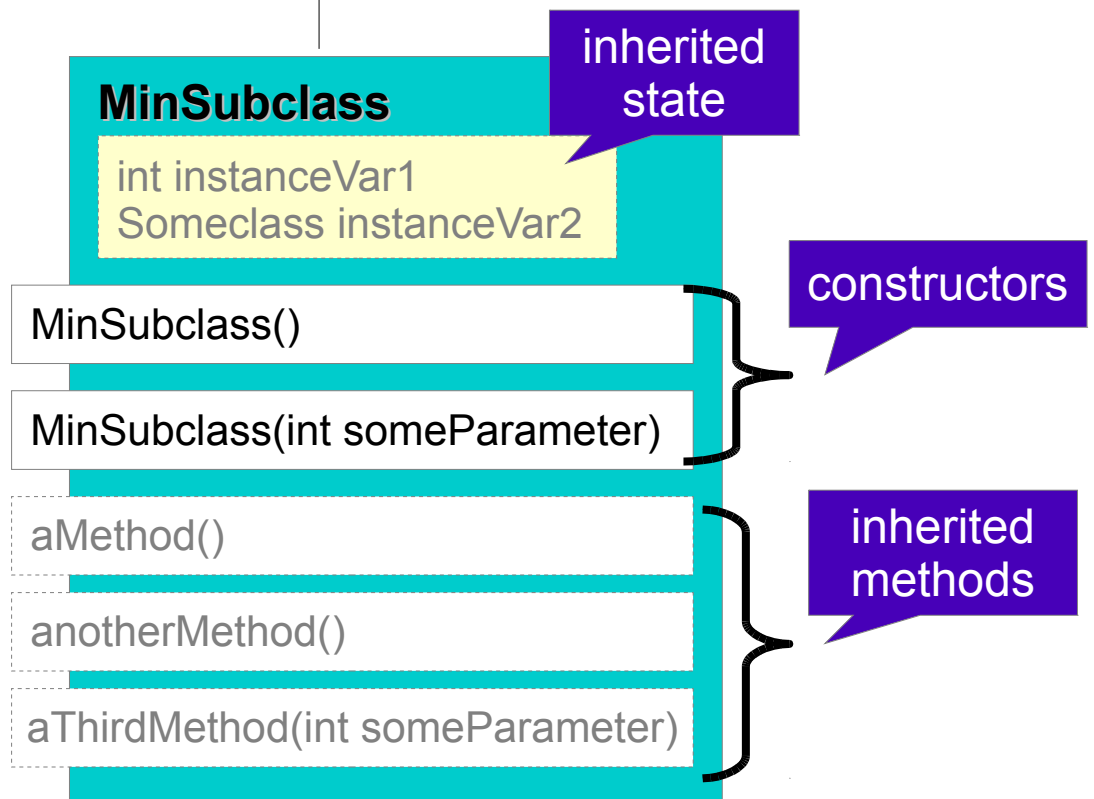 inherited
state
MinSubclass
int instanceVar1
Someclass instanceVar2
constructors
MinSubclass()
MinSubclass(int someParameter)
inherited
methods
aMethod()
anotherMethod()
aThirdMethod(int someParameter)